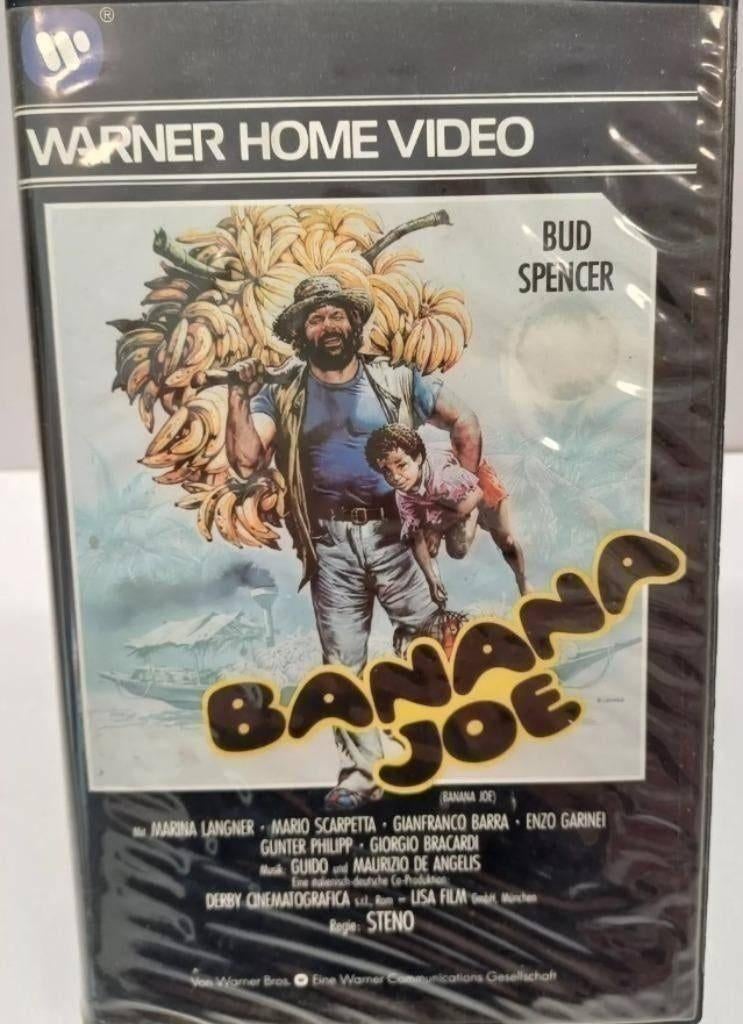 ®
WARNER HOME VIDEO
BUD
SPENCER
BANANA
JOE
(BANANA JOE)
Mit MARINA LANGNER · MARIO SCARPETTA · GIANFRANCO BARRA · ENZO GARINEI
GUNTER PHILIPP · GIORGIO BRACARDI
Musik: GUIDO und MAURIZIO DE ANGELIS
Eine italienisch-deutsche Co-Produktion
DERBY CINEMATOGRAFICA s.r.l., Rom – LISA FILM GmbH, München
Regie: STENO
Von Warner Bros. Eine Warner Communications Gesellschaft